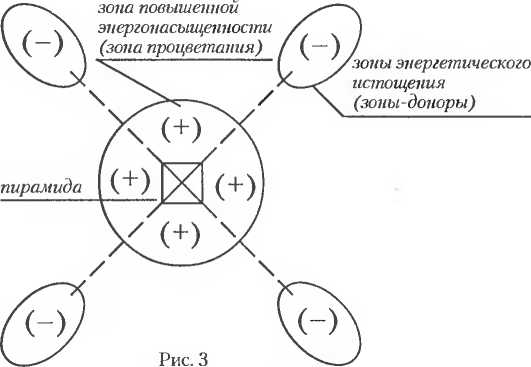 зона повышенной
энергонасыщенности
(зона процветания)
(−)
(−)
зоны энергетического
истощения
(зоны-доноры)
(+)
(+)
(+)
пирамида
(+)
(−)
(−)
Рис. 3